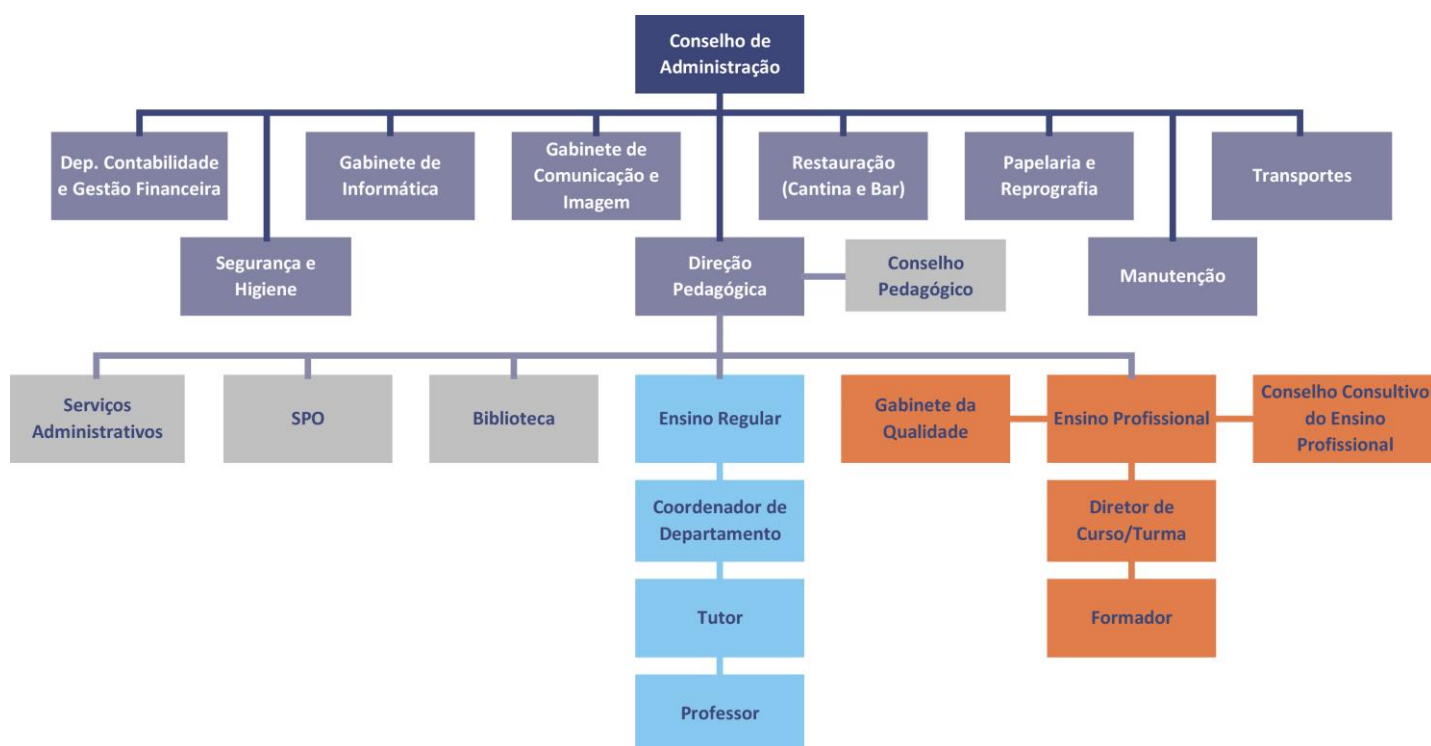 Conselho de
Administração
Dep. Contabilidade
e Gestão Financeira
Gabinete de
Informática
Gabinete de
Comunicação e
Imagem
Restauração
(Cantina e Bar)
Papelaria e
Reprografia
Transportes
Segurança e
Higiene
Direção
Pedagógica
Conselho
Pedagógico
Manutenção
Serviços
Administrativos
SPO
Biblioteca
Ensino Regular
Gabinete da
Qualidade
Ensino Profissional
Conselho Consultivo
do Ensino
Profissional
Coordenador de
Departamento
Diretor de
Curso/Turma
Tutor
Formador
Professor